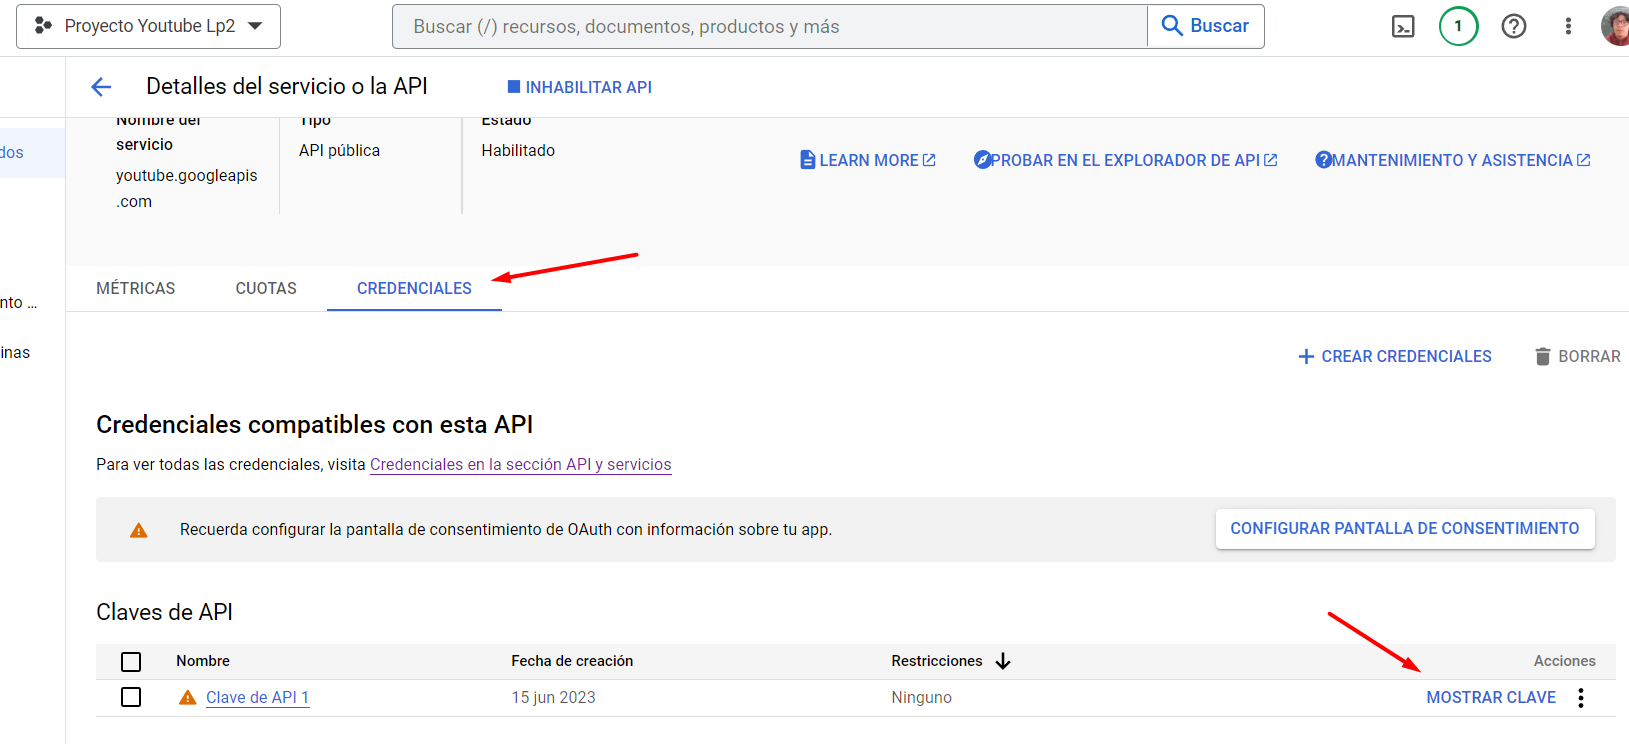 Proyecto Youtube Lp2
Buscar (/) recursos, documentos, productos y más
Buscar
1
Detalles del servicio o la API
INHABILITAR API
dos
nto ...
inas
Nombre del
servicio
youtube.googleapis
.com
Tipo
API pública
Estado
Habilitado
LEARN MORE
PROBAR EN EL EXPLORADOR DE API
MANTENIMIENTO Y ASISTENCIA
MÉTRICAS
CUOTAS
CREDENCIALES
CREAR CREDENCIALES
BORRAR
Credenciales compatibles con esta API
Para ver todas las credenciales, visita Credenciales en la sección API y servicios
Recuerda configurar la pantalla de consentimiento de OAuth con información sobre tu app.
CONFIGURAR PANTALLA DE CONSENTIMIENTO
Claves de API
Nombre
Fecha de creación
Restricciones
Acciones
Clave de API 1
15 jun 2023
Ninguno
MOSTRAR CLAVE